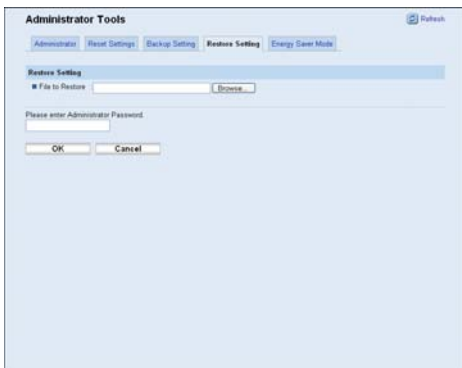 Administrator Tools
Refresh
Administrator Reset Settings Backup Setting Restore Setting Energy Saver Mode
Restore Setting
File to Restore Browse...
Please enter Administrator Password.
OK Cancel